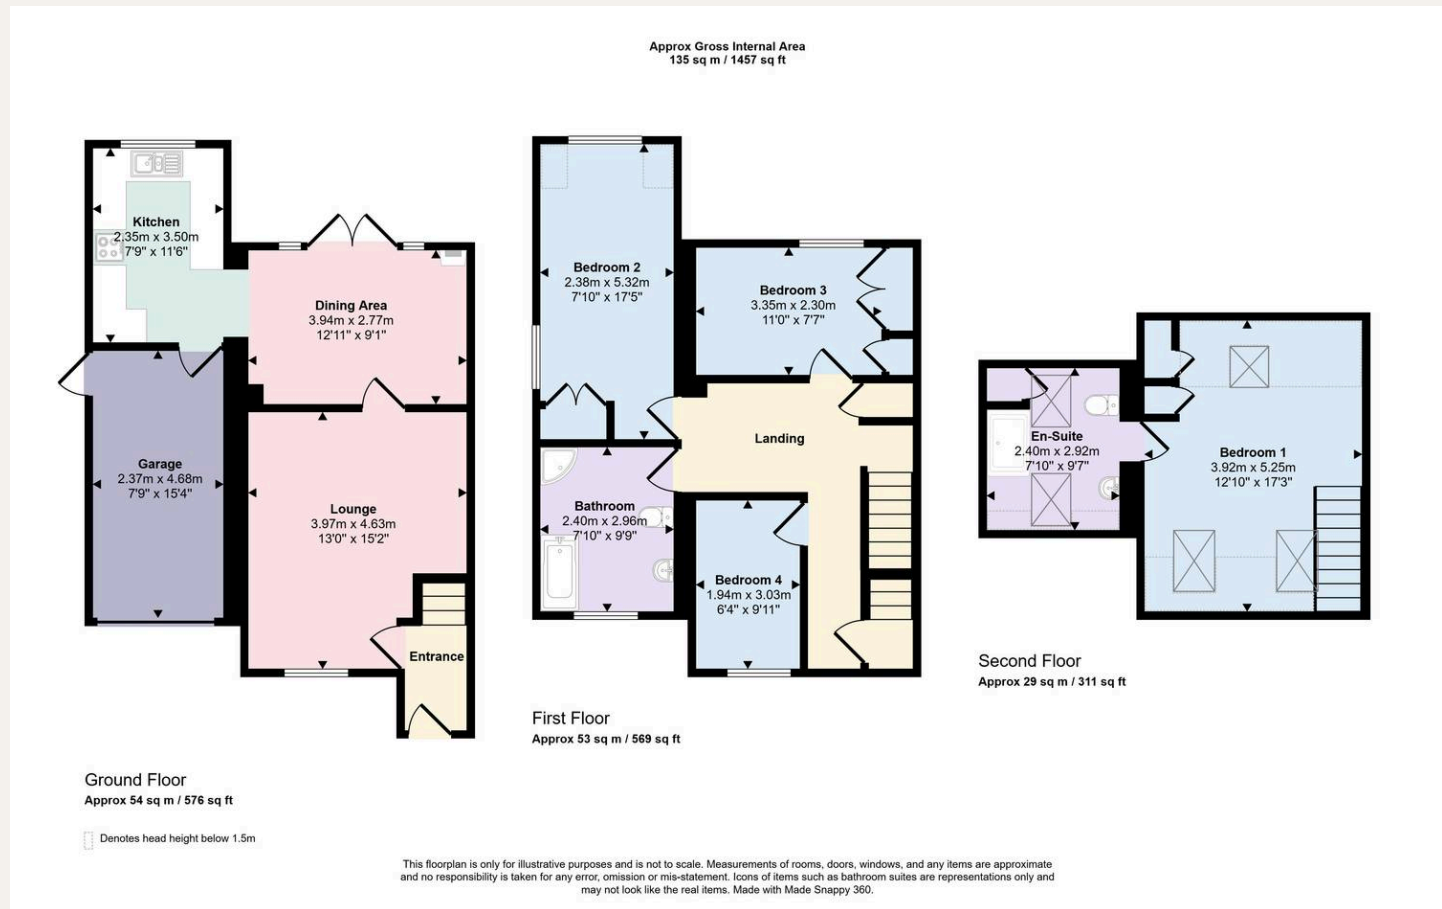 Approx Gross Internal Area
135 sq m / 1457 sq ft
Kitchen
2.35m x 3.50m
7'9" x 11'6"
Dining Area
3.94m x 2.77m
12'11" x 9'1"
Garage
2.37m x 4.68m
7'9" x 15'4"
Lounge
3.97m x 4.63m
13'0" x 15'2"
Entrance
Ground Floor
Approx 54 sq m / 576 sq ft
Denotes head height below 1.5m
Bedroom 2
2.38m x 5.32m
7'10" x 17'5"
Bedroom 3
3.35m x 2.30m
11'0" x 7'7"
Landing
Bathroom
2.40m x 2.96m
7'10" x 9'9"
Bedroom 4
1.94m x 3.03m
6'4" x 9'11"
First Floor
Approx 53 sq m / 569 sq ft
En-Suite
2.40m x 2.92m
7'10" x 9'7"
Bedroom 1
3.92m x 5.25m
12'10" x 17'3"
Second Floor
Approx 29 sq m / 311 sq ft
This floorplan is only for illustrative purposes and is not to scale. Measurements of rooms, doors, windows, and any items are approximate
and no responsibility is taken for any error, omission or mis-statement. Icons of items such as bathroom suites are representations only and
may not look like the real items. Made with Made Snappy 360.